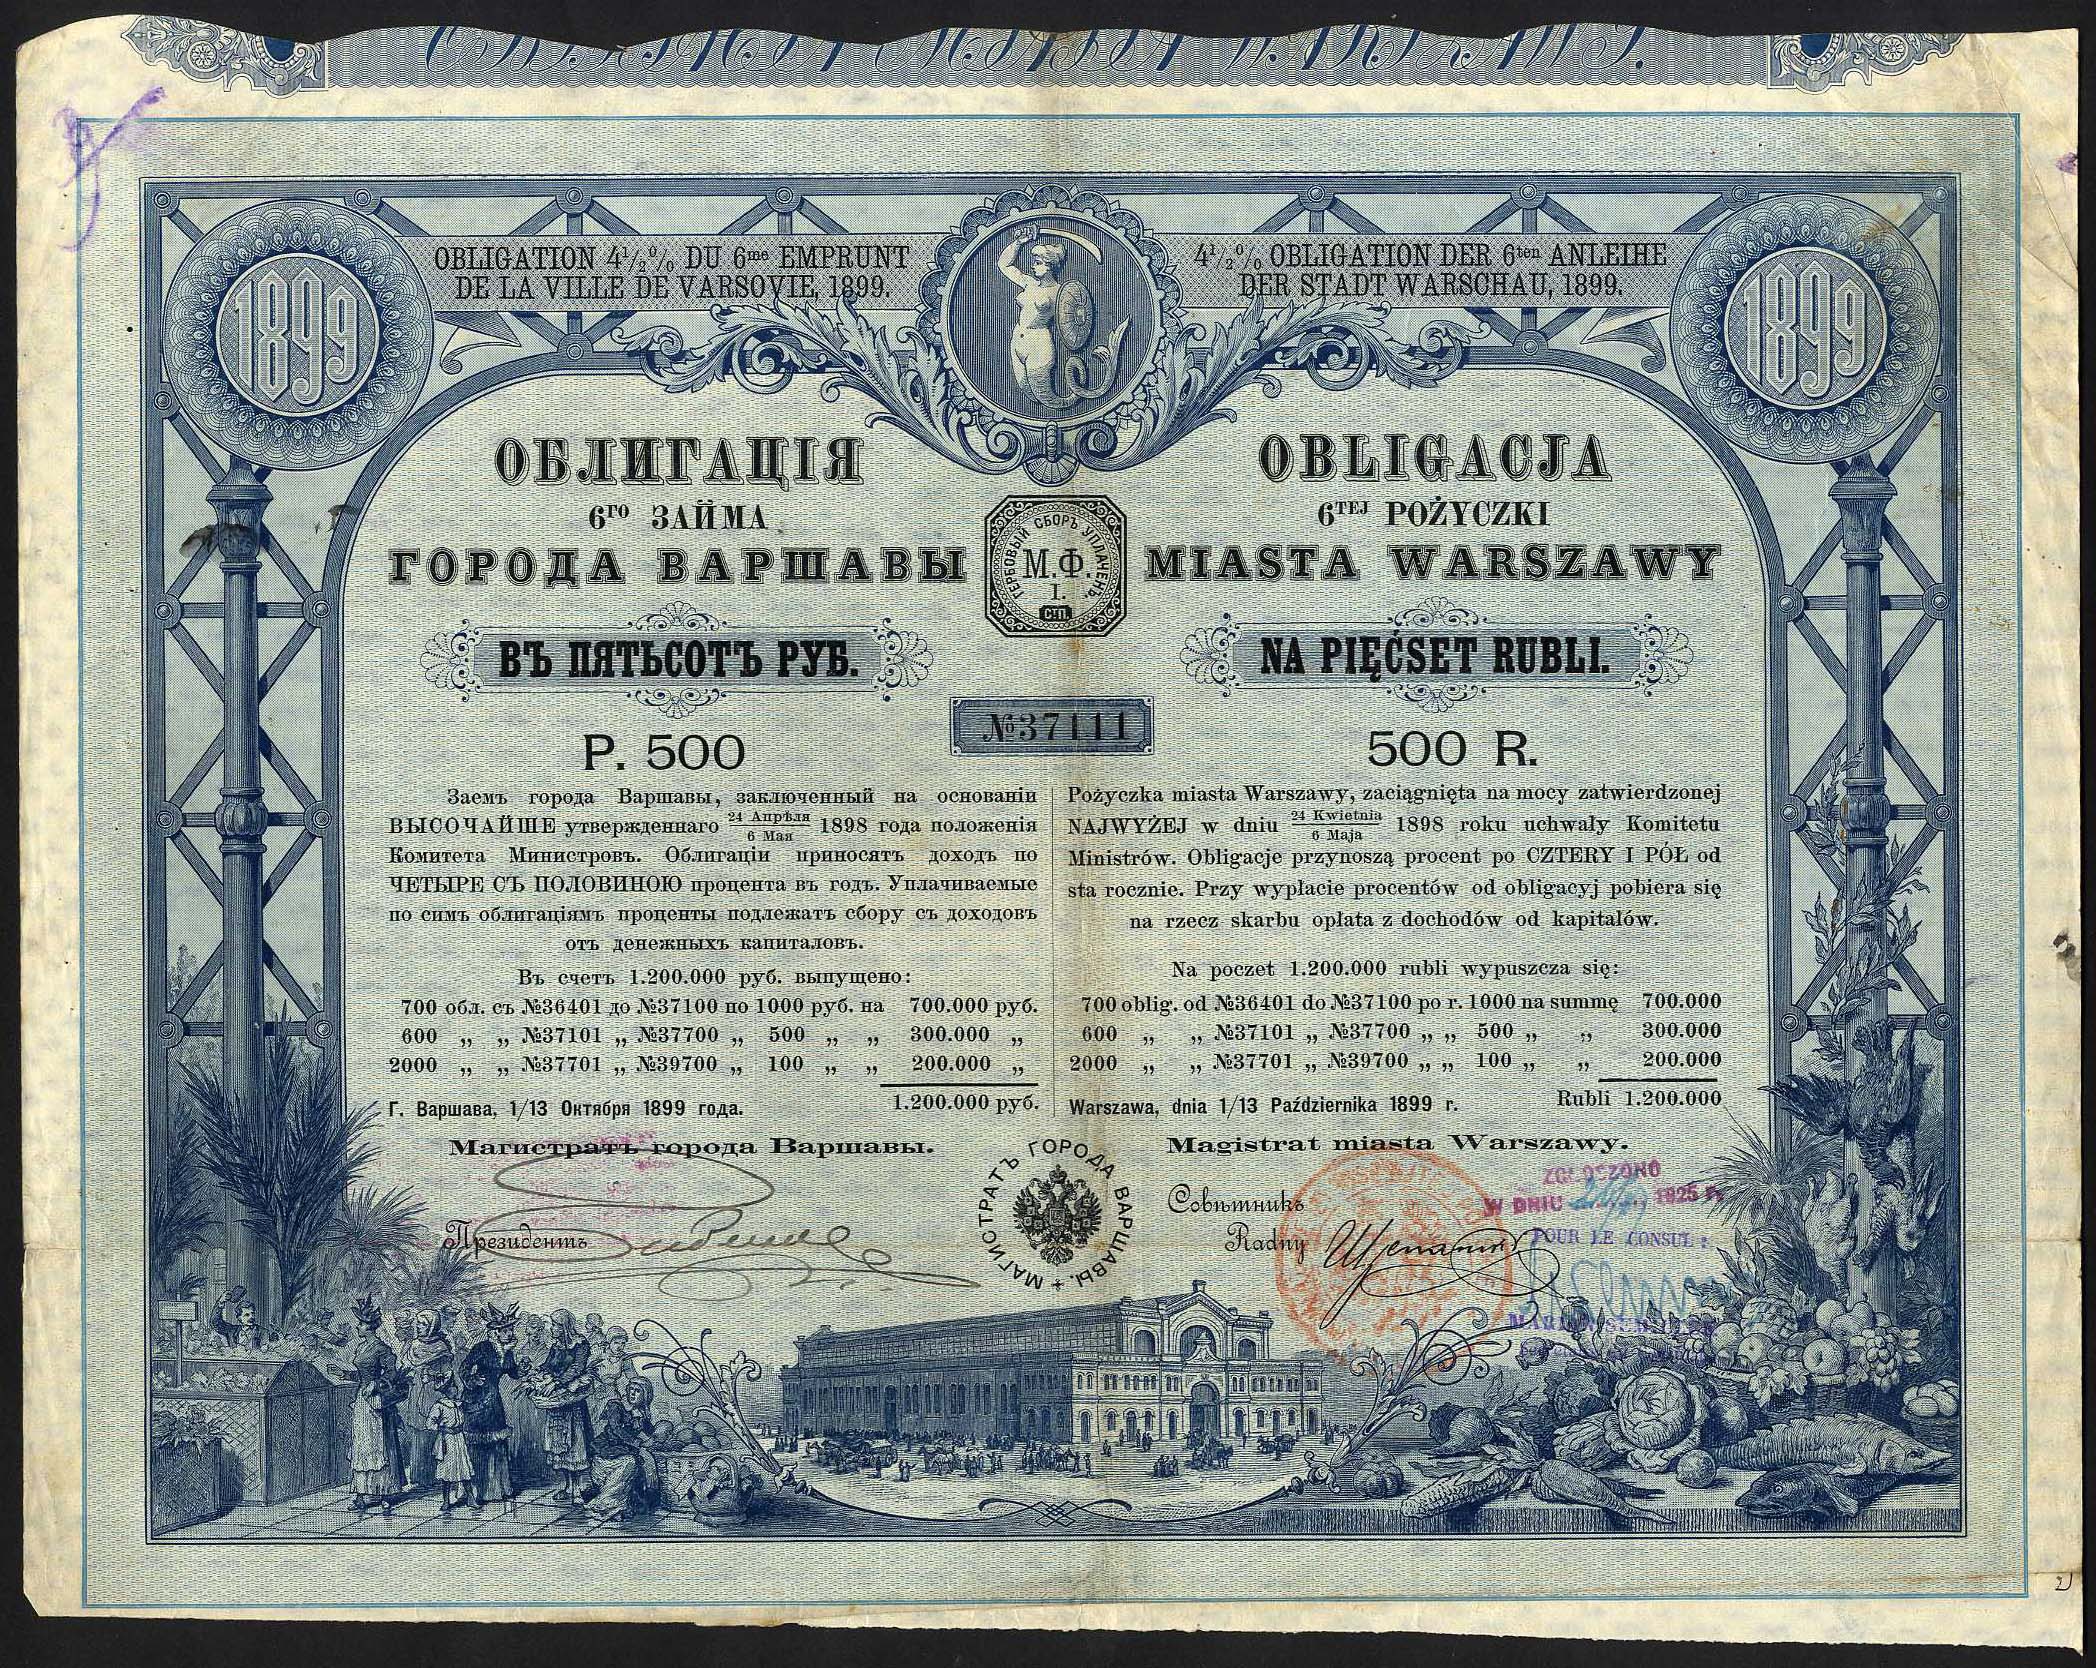 OBLIGATION 4½% DU 6me EMPRUNT
DE LA VILLE DE VARSOVIE, 1899.
4½% OBLIGATION DER 6ten ANLEIHE
DER STADT WARSCHAU, 1899.
1899
1899
ОБЛИГАЦІЯ
6ГО ЗАЙМА
ГОРОДА ВАРШАВЫ
ВЪ ПЯТЬСОТЪ РУБ.
Р. 500
OBLIGACJA
6TEJ POŻYCZKI
MIASTA WARSZAWY
NA PIĘĆSET RUBLI.
500 R.
ГЕРБОВЫЙ СБОРЪ УПЛАЧЕНЪ
М.Ф.
1.
СТП.
№37111
Заемъ города Варшавы, заключенный на основаніи
ВЫСОЧАЙШЕ утвержденнаго 24 Апрѣля / 6 Мая 1898 года положенія
Комитета Министровъ. Облигаціи приносятъ доходъ по
ЧЕТЫРЕ СЪ ПОЛОВИНОЮ процента въ годъ. Уплачиваемые
по симъ облигаціямъ проценты подлежатъ сбору съ доходовъ
отъ денежныхъ капиталовъ.
Въ счетъ 1.200.000 руб. выпущено:
700 обл. съ №36401 до №37100 по 1000 руб. на 700.000 руб.
600 „ „ №37101 „ №37700 „ 500 „ „ 300.000 „
2000 „ „ №37701 „ №39700 „ 100 „ „ 200.000 „
1.200.000 руб.
Г. Варшава, 1/13 Октября 1899 года.
Магистратъ города Варшавы.
Президентъ
Pożyczka miasta Warszawy, zaciągnięta na mocy zatwierdzonej
NAJWYŻEJ w dniu 24 Kwietnia / 6 Maja 1898 roku uchwały Komitetu
Ministrów. Obligacje przynoszą procent po CZTERY I PÓŁ od
sta rocznie. Przy wypłacie procentów od obligacyj pobiera się
na rzecz skarbu opłata z dochodów od kapitałów.
Na poczet 1.200.000 rubli wypuszcza się:
700 oblig. od №36401 do №37100 po r. 1000 na summę 700.000
600 „ „ №37101 „ №37700 „ „ 500 „ „ 300.000
2000 „ „ №37701 „ №39700 „ „ 100 „ „ 200.000
Rubli 1.200.000
Warszawa, dnia 1/13 Października 1899 r.
Magistrat miasta Warszawy.
Совѣтникъ
Radny
МАГИСТРАТЪ ГОРОДА ВАРШАВЫ.
ZGŁOSZONO
W DNIU 1925 r.
POUR LE CONSUL: